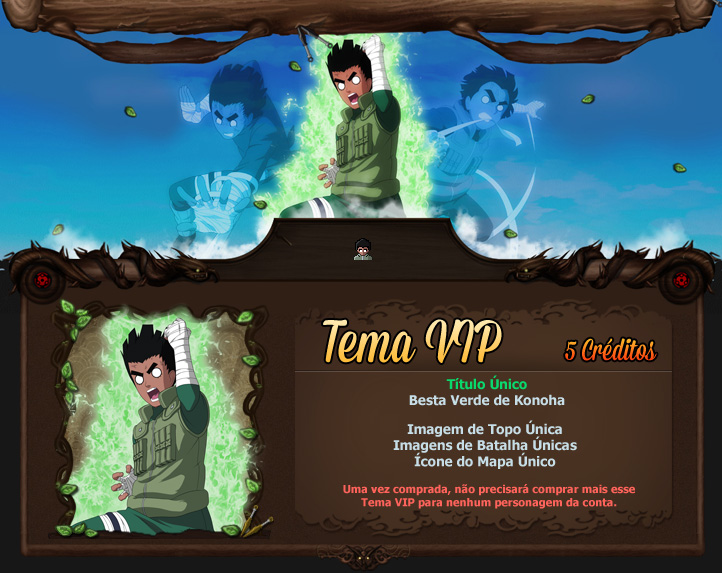 Tema VIP
5 Créditos
Título Único
Besta Verde de Konoha
Imagem de Topo Única
Imagens de Batalha Únicas
Ícone do Mapa Único
Uma vez comprada, não precisará comprar mais esse
Tema VIP para nenhum personagem da conta.